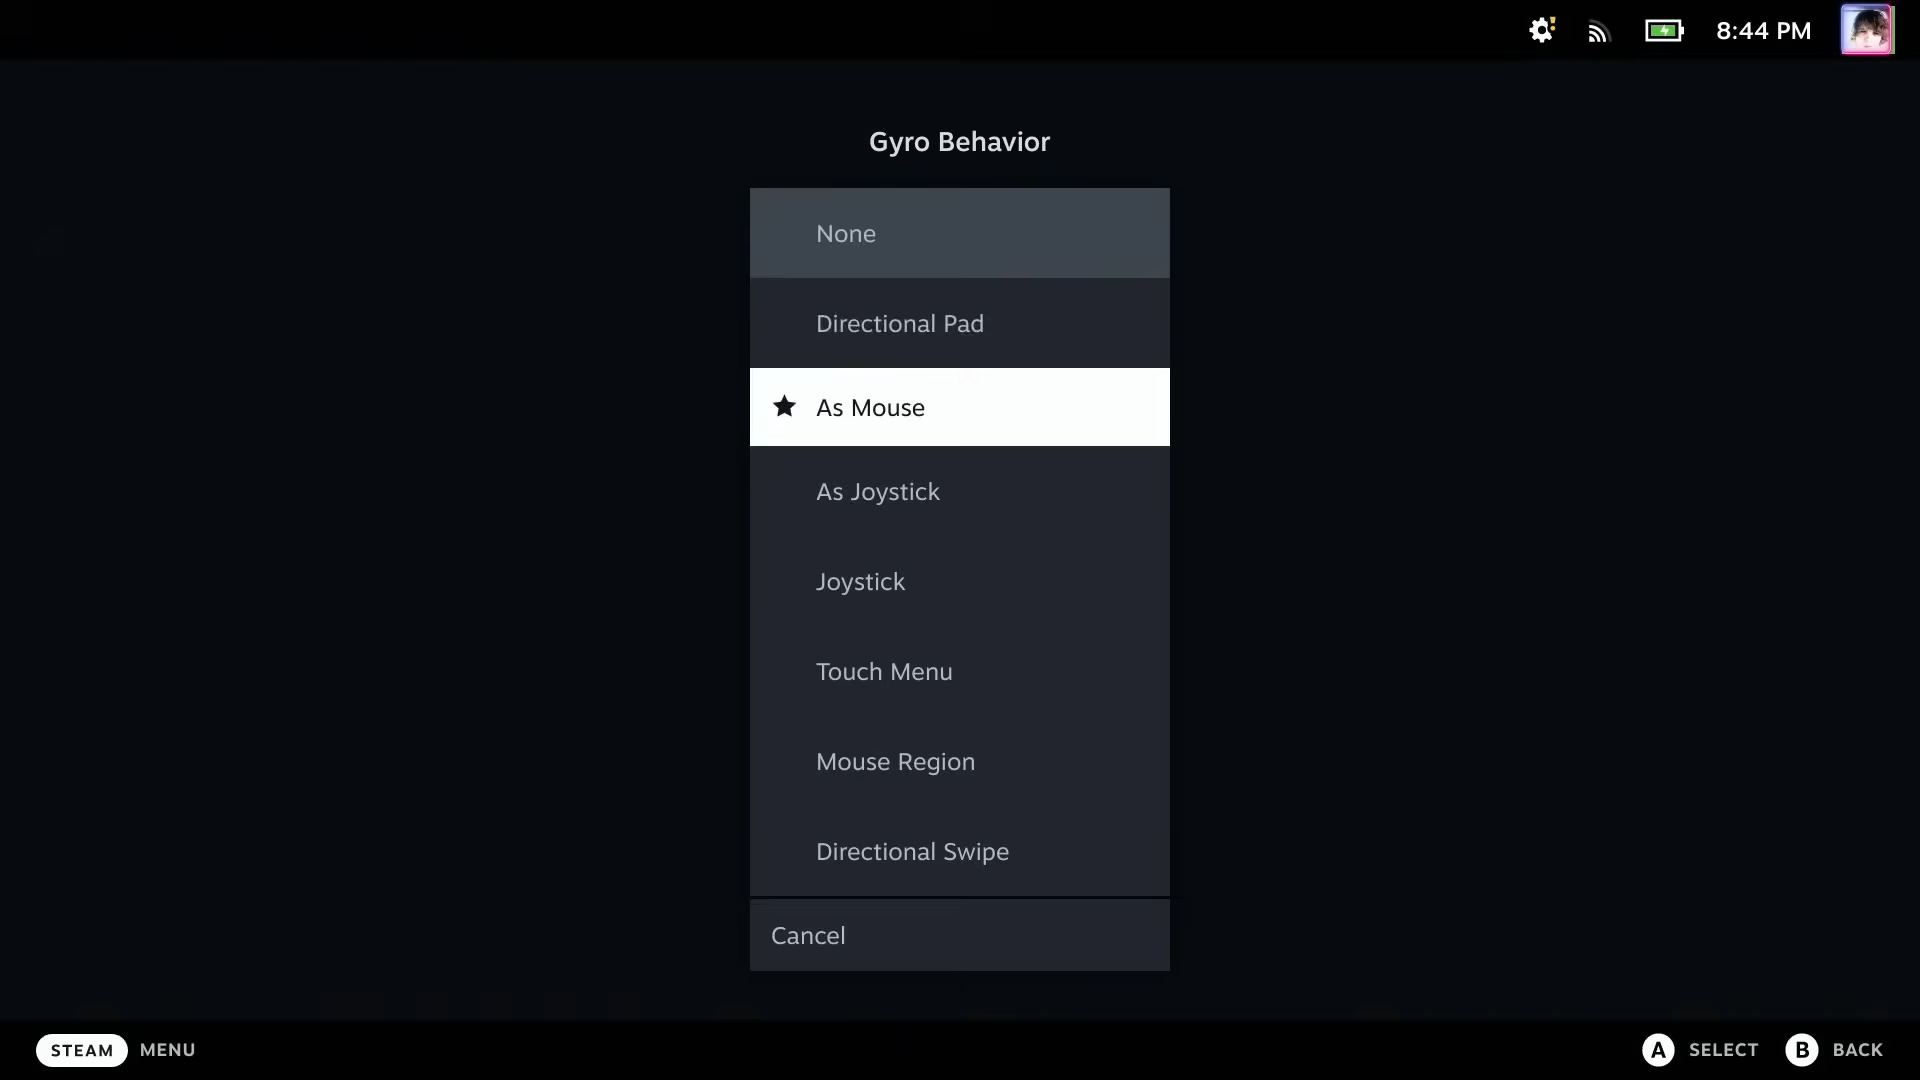 8:44 PM
Gyro Behavior
None
Directional Pad
As Mouse
As Joystick
Joystick
Touch Menu
Mouse Region
Directional Swipe
Cancel
STEAM MENU
A SELECT B BACK